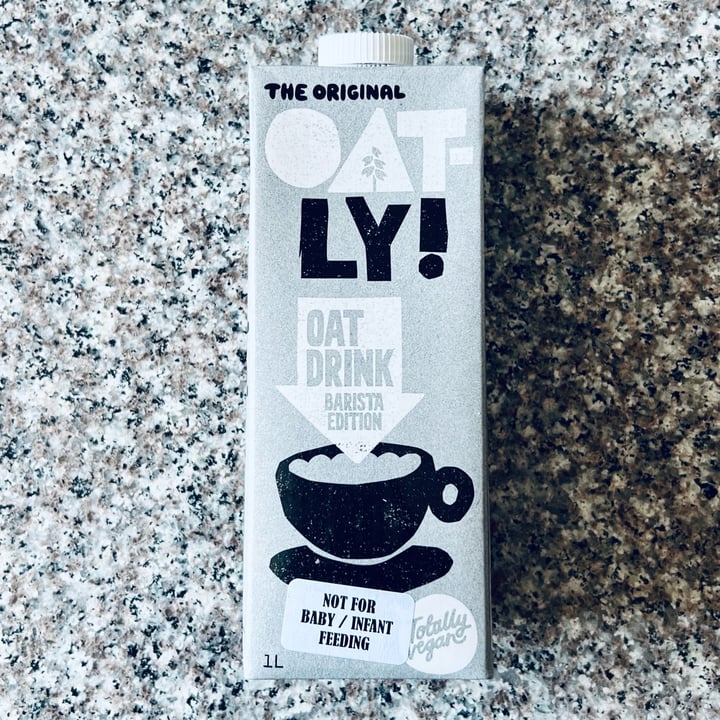 THE ORIGINAL
OAT-
LY!
OAT
DRINK
BARISTA
EDITION
NOT FOR
BABY / INFANT
FEEDING
Totally
vegan
1L